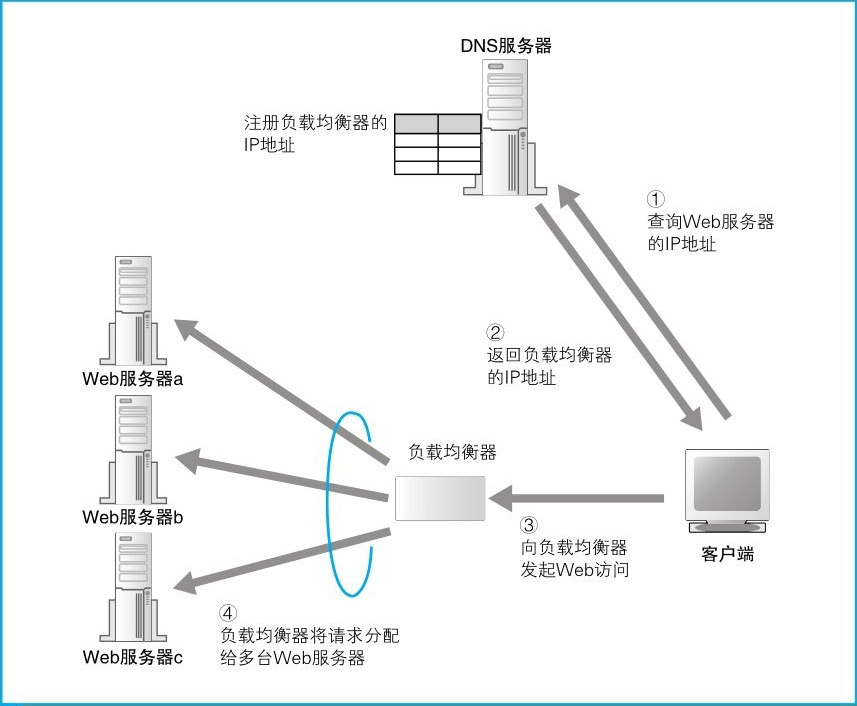 DNS服务器
注册负载均衡器的
IP地址
①
查询Web服务器
的IP地址
②
返回负载均衡器
的IP地址
Web服务器a
负载均衡器
Web服务器b
③
向负载均衡器
发起Web访问
客户端
④
负载均衡器将请求分配
给多台Web服务器
Web服务器c